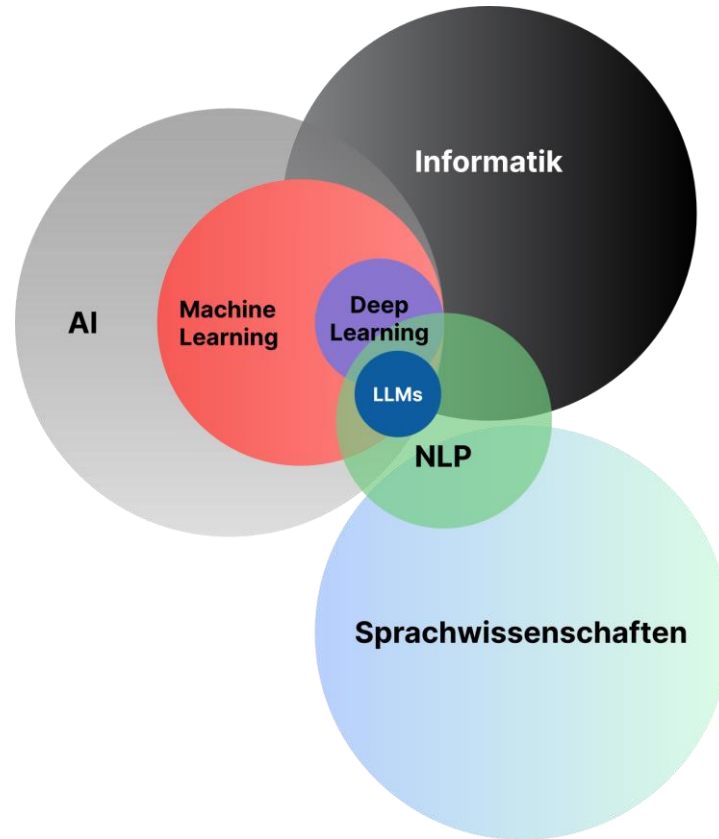 Informatik
AI
Machine
Learning
Deep
Learning
LLMs
NLP
Sprachwissenschaften